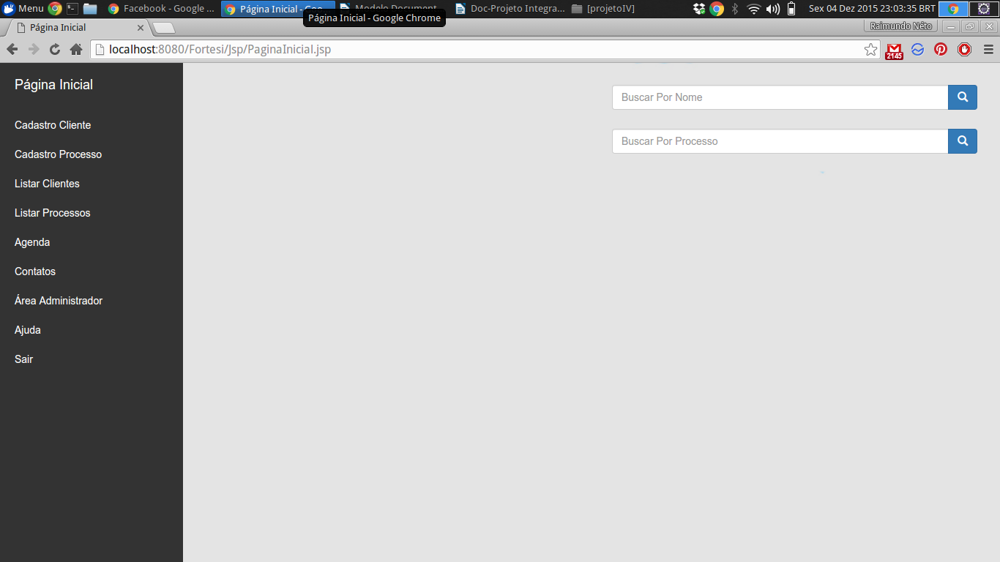 Menu Facebook - Google ... Página Inicial - Goo... Modelo Document... Doc-Projeto Integra... [projetoIV] Sex 04 Dez 2015 23:03:35 BRT
Página Inicial - Google Chrome
Página Inicial Raimundo Néto
localhost:8080/Fortesi/Jsp/PaginaInicial.jsp 2145
Página Inicial
Buscar Por Nome
Cadastro Cliente
Buscar Por Processo
Cadastro Processo
Listar Clientes
Listar Processos
Agenda
Contatos
Área Administrador
Ajuda
Sair